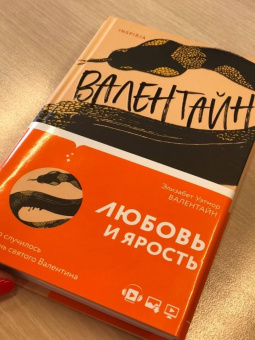 INSPIRIA
ВАЛЕНТАЙН
Элизабет Уэтмор
ВАЛЕНТАЙН
ЛЮБОВЬ
И ЯРОСТЬ
случилось
святого Валентина